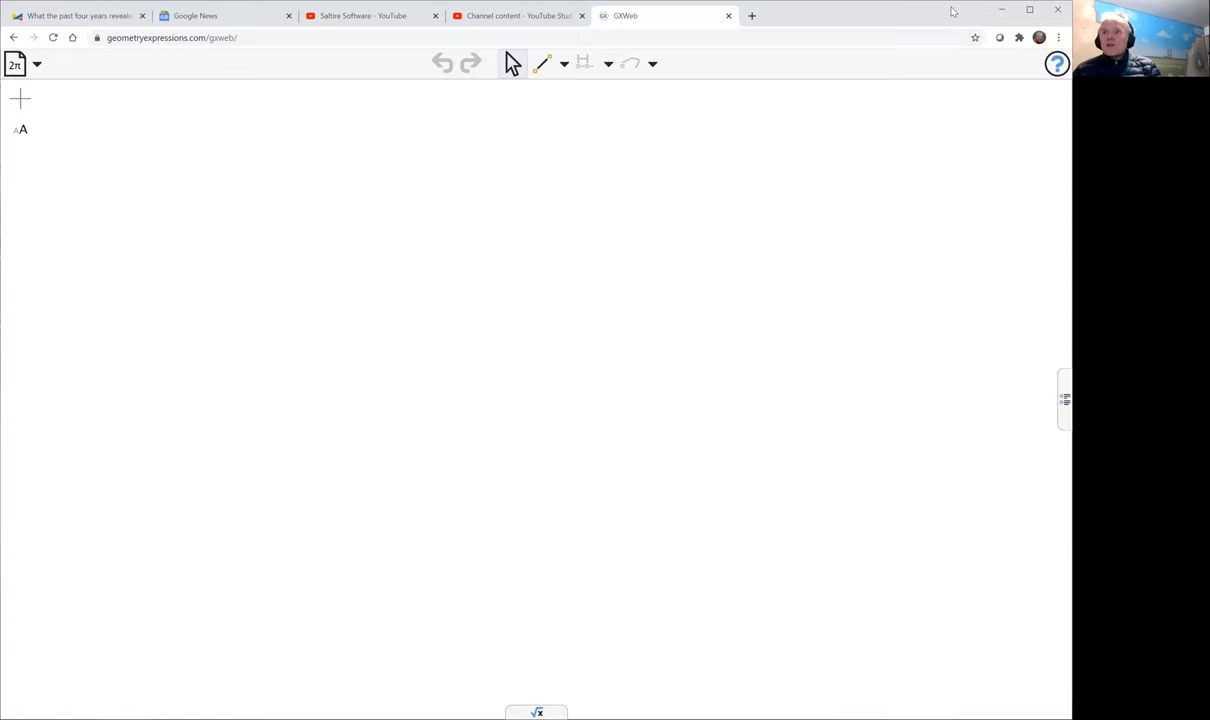 What the past four years reveale
Google News
Saltire Software - YouTube
Channel content - YouTube Stud
GXWeb
geometryexpressions.com/gxweb/
2π
?
AA
√x